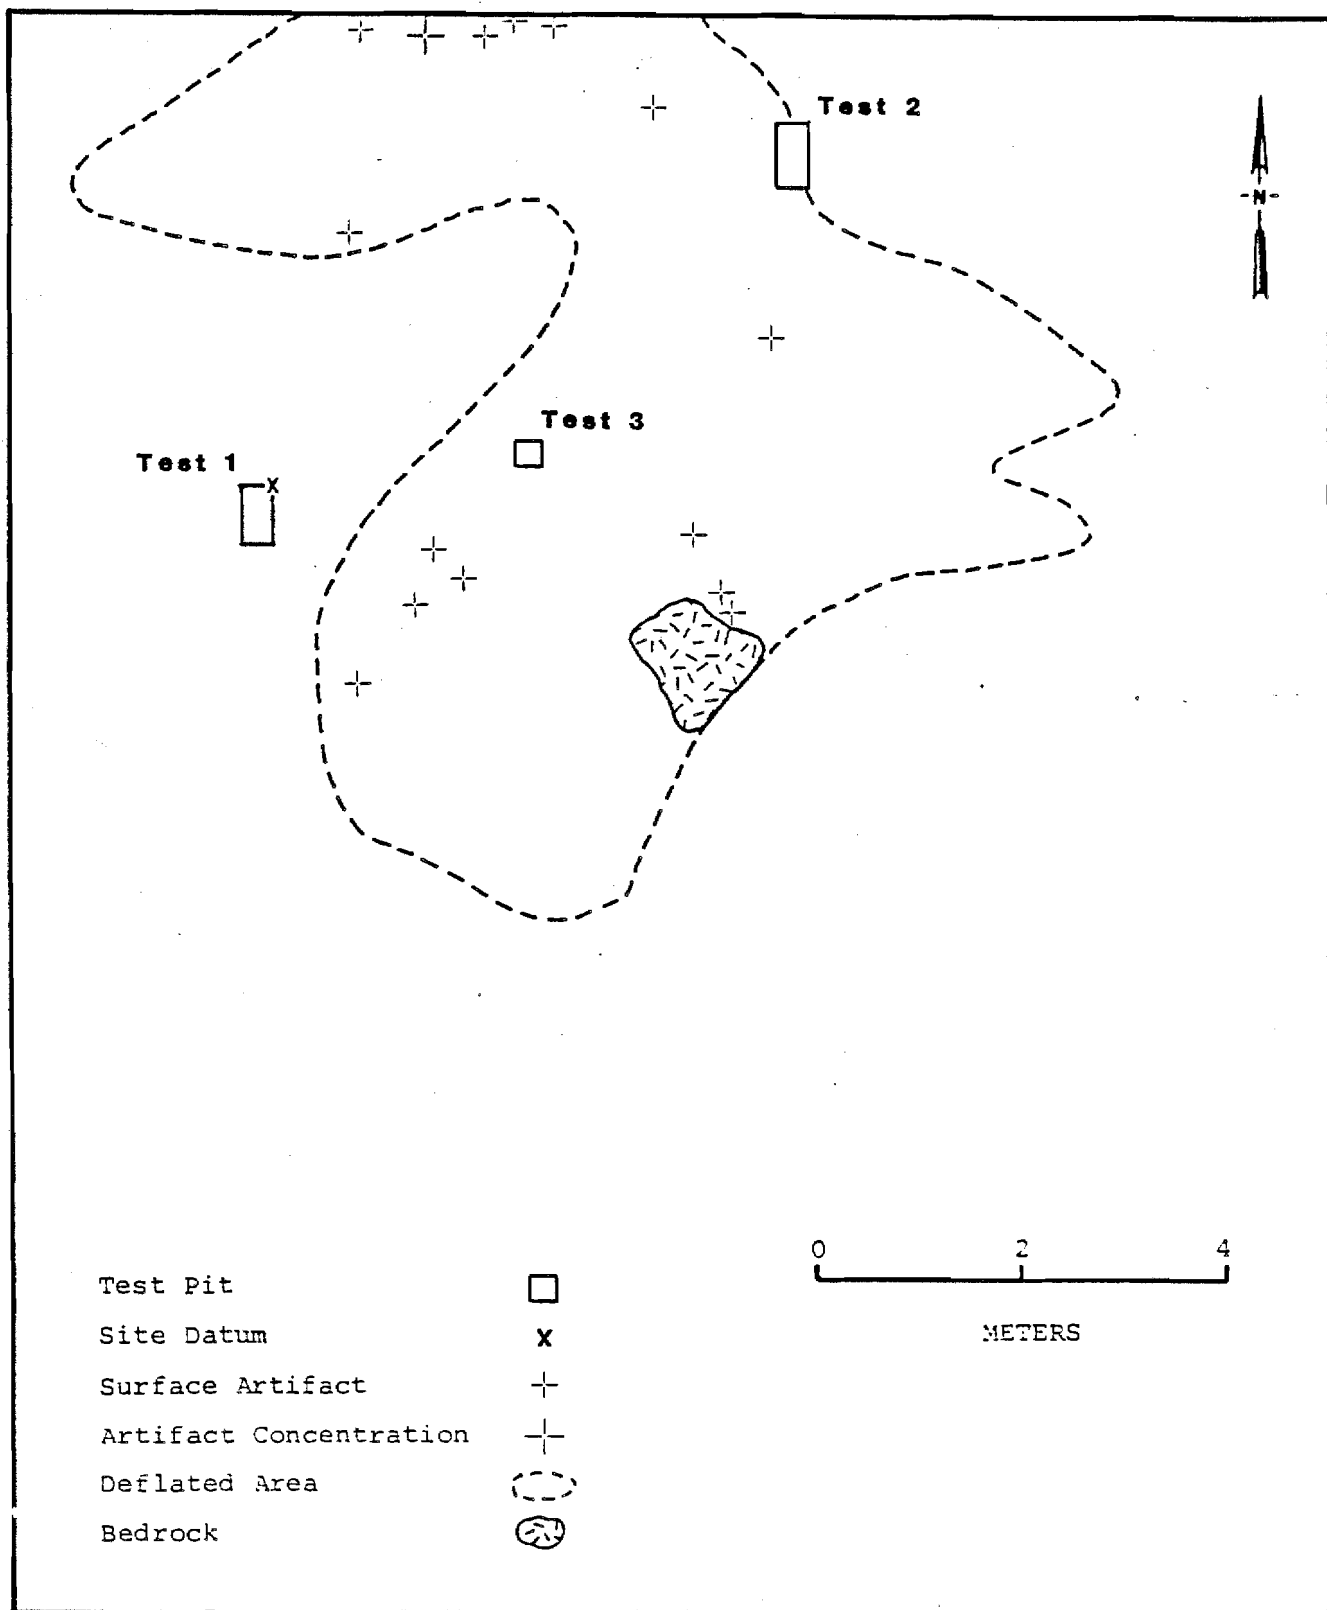 Test 2
N
Test 3
Test 1
X
0 2 4
METERS
Test Pit
Site Datum X
Surface Artifact
Artifact Concentration
Deflated Area
Bedrock